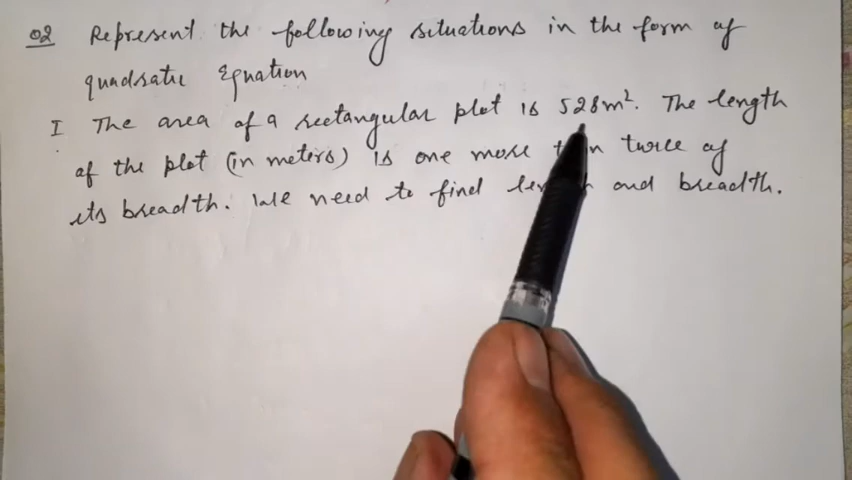 Q2 Represent the following situations in the form of
quadratic Equation
I The area of a rectangular plot is 528m². The length
of the plot (in meters) is one more twice of
its breadth. We need to find and breadth.